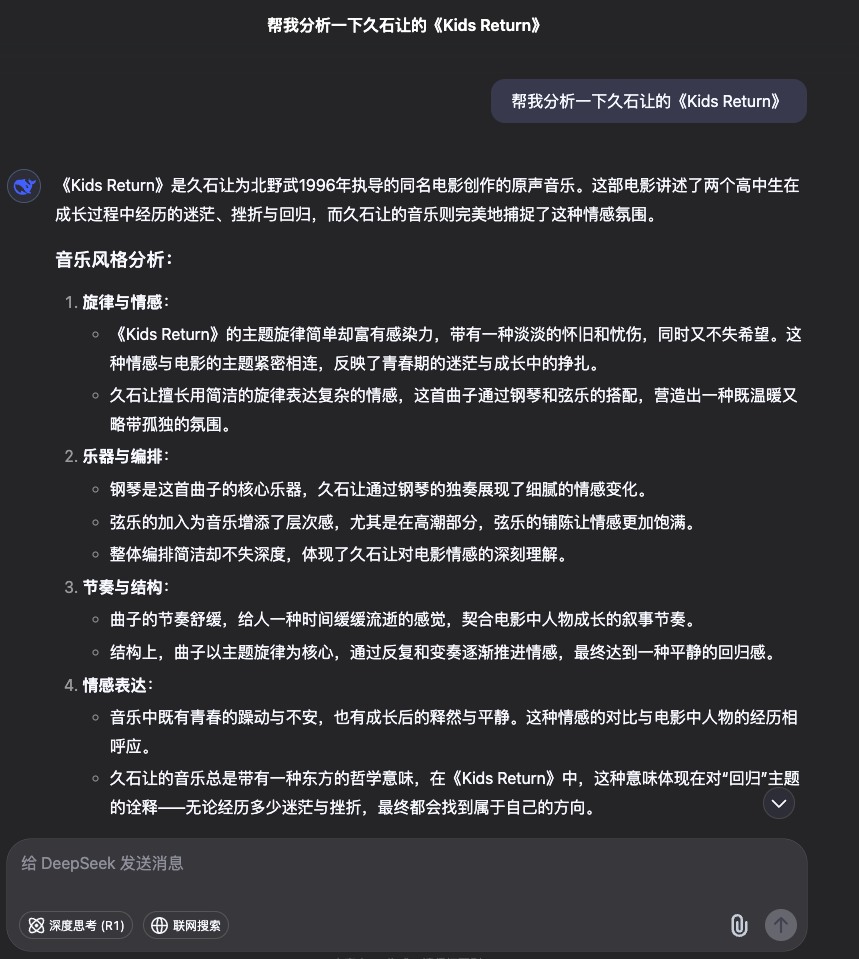 帮我分析一下久石让的《Kids Return》
帮我分析一下久石让的《Kids Return》
《Kids Return》是久石让为北野武1996年执导的同名电影创作的原声音乐。这部电影讲述了两个高中生在
成长过程中经历的迷茫、挫折与回归，而久石让的音乐则完美地捕捉了这种情感氛围。
音乐风格分析：
1. 旋律与情感：
《Kids Return》的主题旋律简单却富有感染力，带有一种淡淡的怀旧和忧伤，同时又不失希望。这
种情感与电影的主题紧密相连，反映了青春期的迷茫与成长中的挣扎。
久石让擅长用简洁的旋律表达复杂的情感，这首曲子通过钢琴和弦乐的搭配，营造出一种既温暖又
略带孤独的氛围。
2. 乐器与编排：
钢琴是这首曲子的核心乐器，久石让通过钢琴的独奏展现了细腻的情感变化。
弦乐的加入为音乐增添了层次感，尤其是在高潮部分，弦乐的铺陈让情感更加饱满。
整体编排简洁却不失深度，体现了久石让对电影情感的深刻理解。
3. 节奏与结构：
曲子的节奏舒缓，给人一种时间缓缓流逝的感觉，契合电影中人物成长的叙事节奏。
结构上，曲子以主题旋律为核心，通过反复和变奏逐渐推进情感，最终达到一种平静的回归感。
4. 情感表达：
音乐中既有青春的躁动与不安，也有成长后的释然与平静。这种情感的对比与电影中人物的经历相
呼应。
久石让的音乐总是带有一种东方的哲学意味，在《Kids Return》中，这种意味体现在对“回归”主题
的诠释——无论经历多少迷茫与挫折，最终都会找到属于自己的方向。
给 DeepSeek 发送消息
深度思考 (R1)
联网搜索